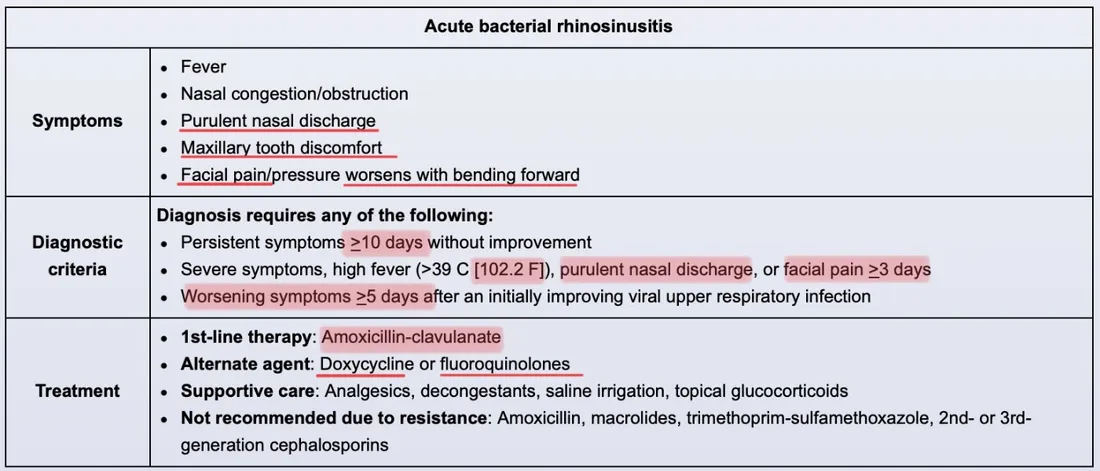 Acute bacterial rhinosinusitis
Symptoms
• Fever
• Nasal congestion/obstruction
• Purulent nasal discharge
• Maxillary tooth discomfort
• Facial pain/pressure worsens with bending forward
Diagnostic
criteria
Diagnosis requires any of the following:
• Persistent symptoms ≥10 days without improvement
• Severe symptoms, high fever (>39 C [102.2 F]), purulent nasal discharge, or facial pain ≥3 days
• Worsening symptoms ≥5 days after an initially improving viral upper respiratory infection
Treatment
• 1st-line therapy: Amoxicillin-clavulanate
• Alternate agent: Doxycycline or fluoroquinolones
• Supportive care: Analgesics, decongestants, saline irrigation, topical glucocorticoids
• Not recommended due to resistance: Amoxicillin, macrolides, trimethoprim-sulfamethoxazole, 2nd- or 3rd-
generation cephalosporins